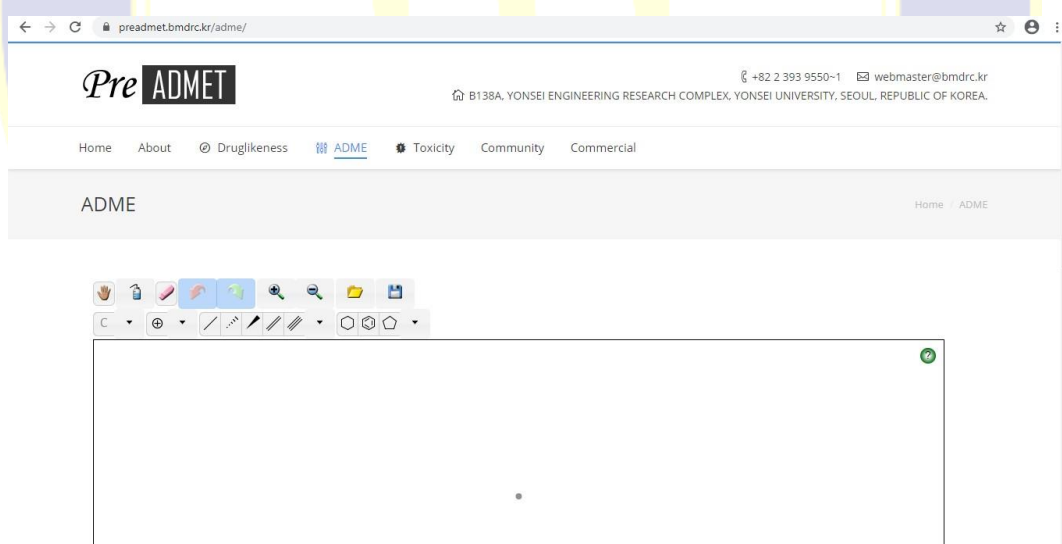 preadmet.bmdrc.kr/adme/
Pre ADMET
+82 2 393 9550~1 webmaster@bmdrc.kr
B138A, YONSEI ENGINEERING RESEARCH COMPLEX, YONSEI UNIVERSITY, SEOUL, REPUBLIC OF KOREA.
Home About Druglikeness ADME Toxicity Community Commercial
ADME
Home / ADME
C